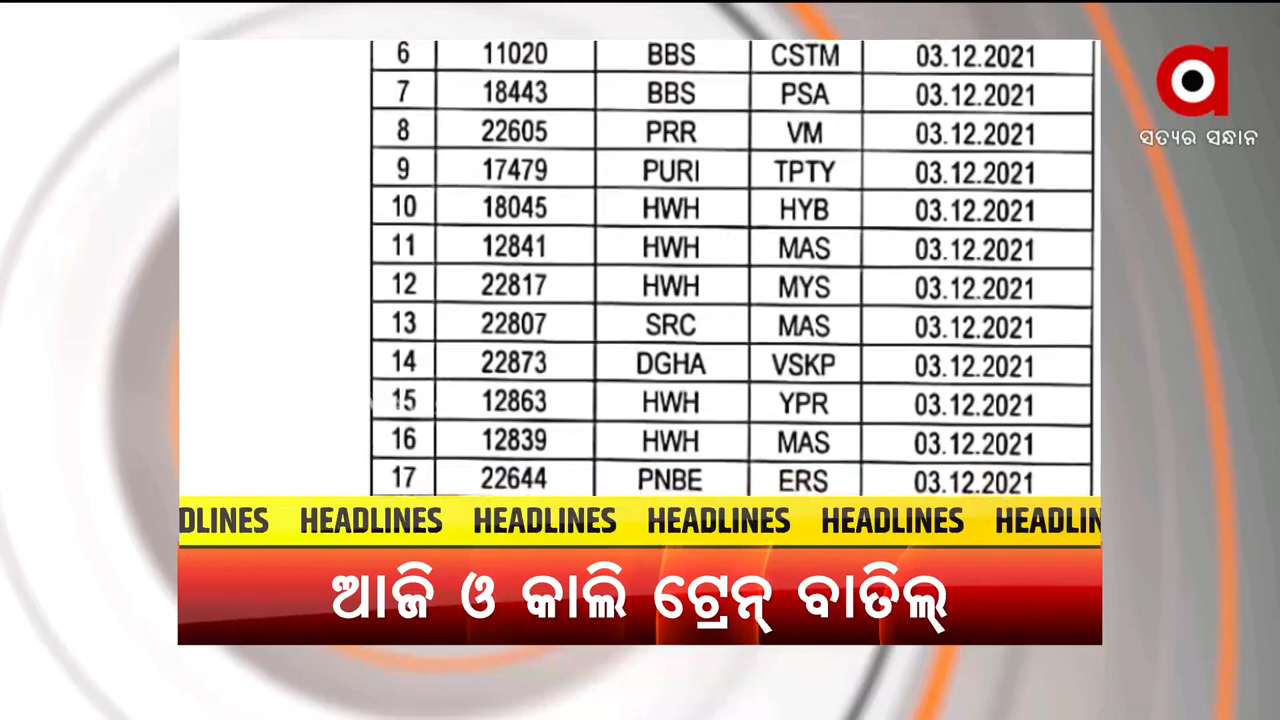 6 11020 BBS CSTM 03.12.2021
7 18443 BBS PSA 03.12.2021
8 22605 PRR VM 03.12.2021
9 17479 PURI TPTY 03.12.2021
10 18045 HWH HYB 03.12.2021
11 12841 HWH MAS 03.12.2021
12 22817 HWH MYS 03.12.2021
13 22807 SRC MAS 03.12.2021
14 22873 DGHA VSKP 03.12.2021
15 12863 HWH YPR 03.12.2021
16 12839 HWH MAS 03.12.2021
17 22644 PNBE ERS 03.12.2021
ସତ୍ୟର ସନ୍ଧାନ
DLINES HEADLINES HEADLINES HEADLINES HEADLINES HEADLIN
ଆଜି ଓ କାଲି ଟ୍ରେନ୍ ବାତିଲ୍